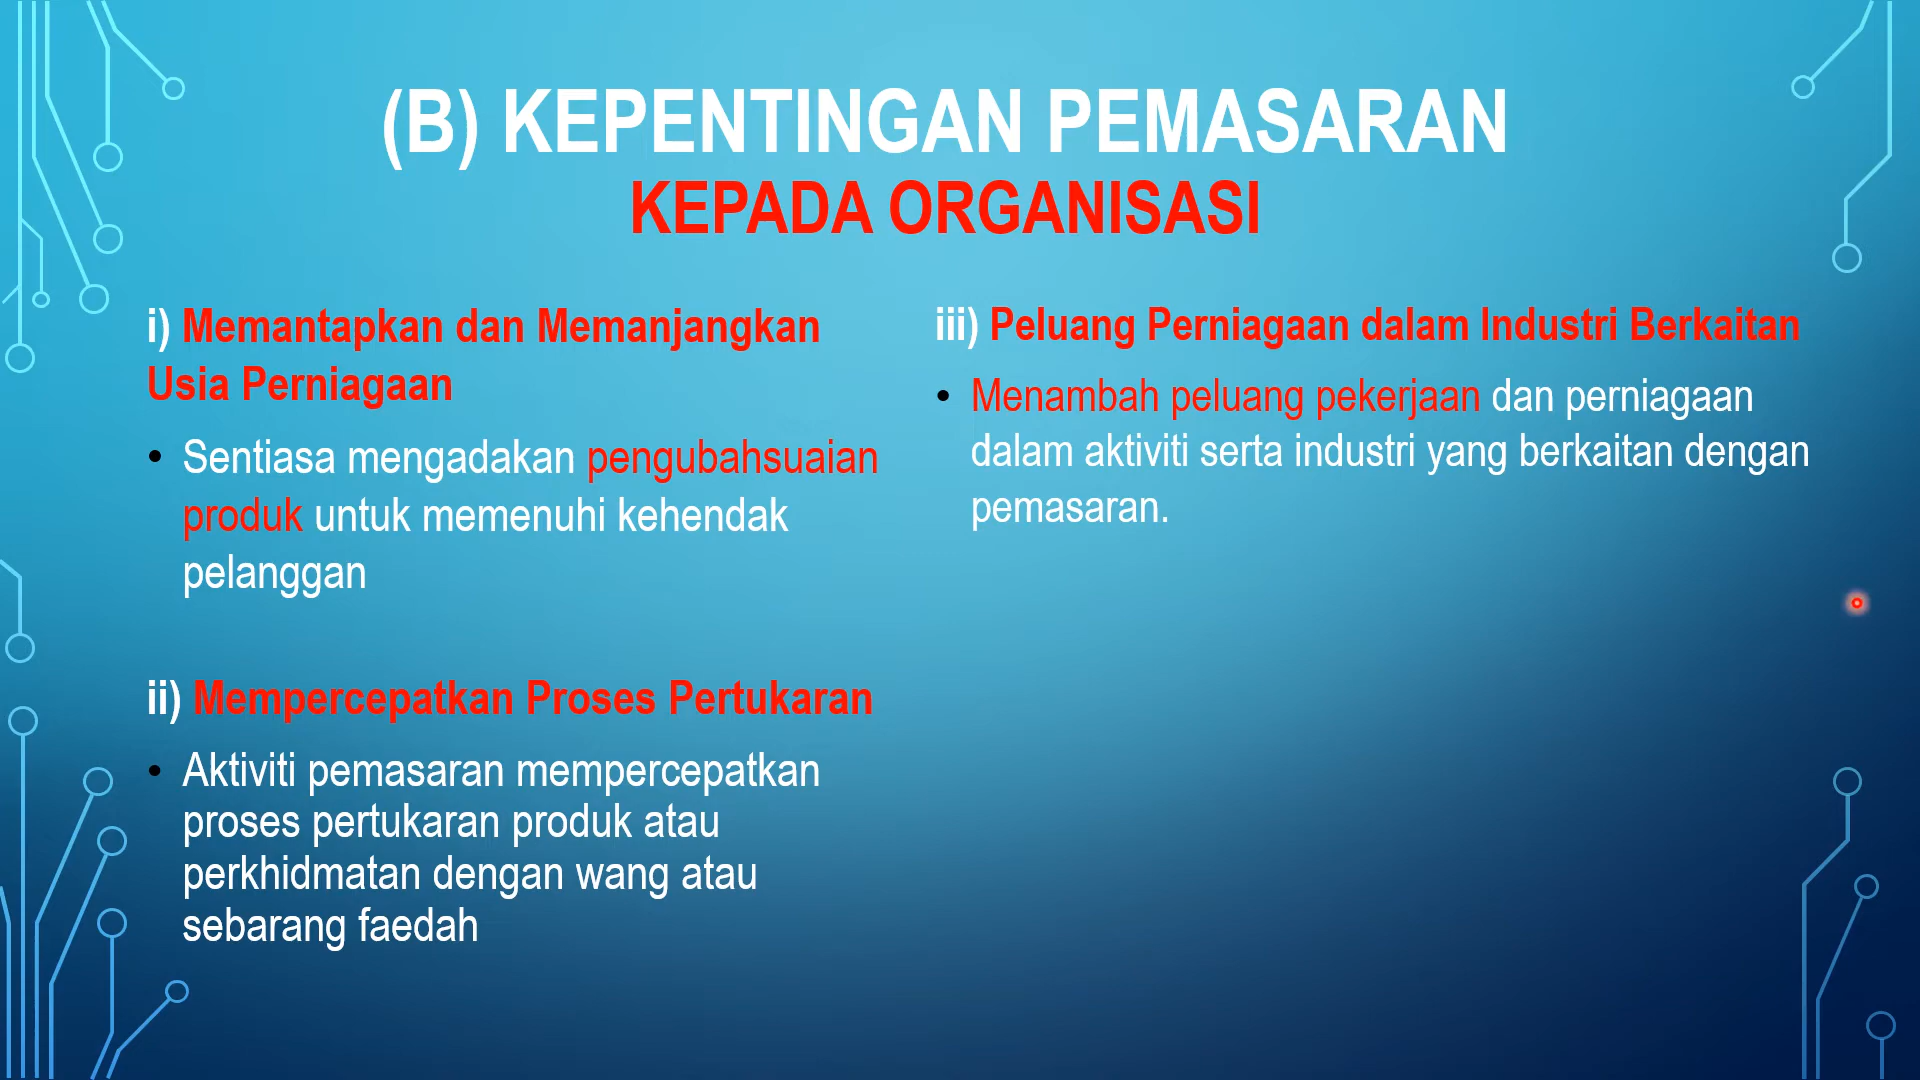 (B) KEPENTINGAN PEMASARAN
KEPADA ORGANISASI
i) Memantapkan dan Memanjangkan
Usia Perniagaan
• Sentiasa mengadakan pengubahsuaian
produk untuk memenuhi kehendak
pelanggan
ii) Mempercepatkan Proses Pertukaran
• Aktiviti pemasaran mempercepatkan
proses pertukaran produk atau
perkhidmatan dengan wang atau
sebarang faedah
iii) Peluang Perniagaan dalam Industri Berkaitan
• Menambah peluang pekerjaan dan perniagaan
dalam aktiviti serta industri yang berkaitan dengan
pemasaran.